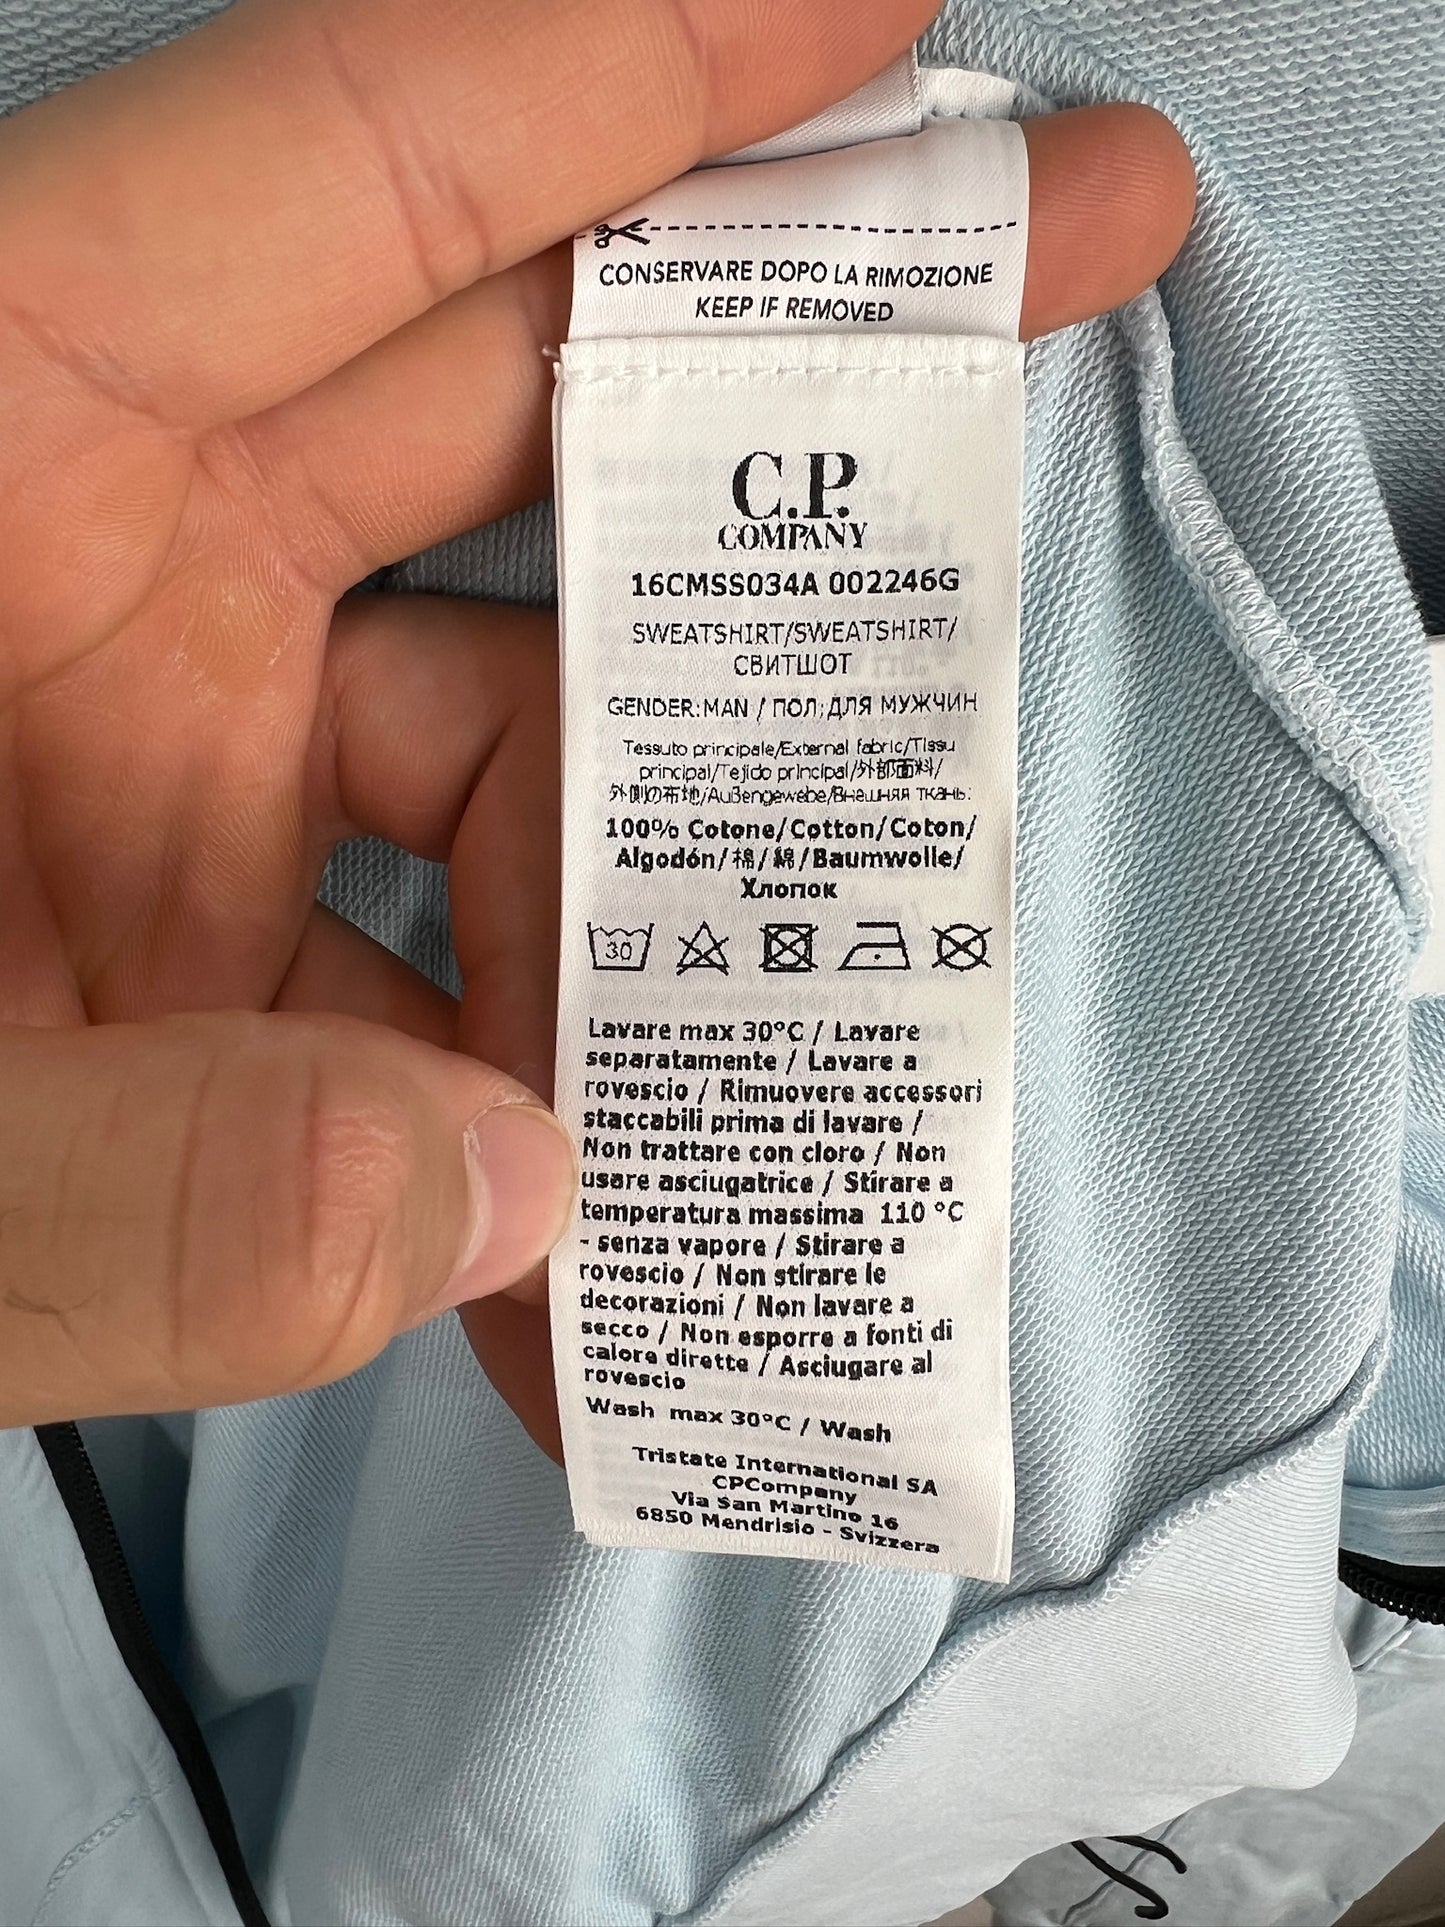 CONSERVARE DOPO LA RIMOZIONE
KEEP IF REMOVED
C.P.
COMPANY
16CMSS034A 002246G
SWEATSHIRT/SWEATSHIRT/
СВИТШОТ
GENDER:MAN / ПОЛ:ДЛЯ МУЖЧИН
Tessuto principale/External fabric/Tissu
principal/Tejido principal/外部面料/
外側の布地/Außengewebe/Внешняя ткань:
100% Cotone/Cotton/Coton/
Algodón/棉/綿/Baumwolle/
Хлопок
30
Lavare max 30°C / Lavare
separatamente / Lavare a
rovescio / Rimuovere accessori
staccabili prima di lavare /
Non trattare con cloro / Non
usare asciugatrice / Stirare a
temperatura massima 110 °C
- senza vapore / Stirare a
rovescio / Non stirare le
decorazioni / Non lavare a
secco / Non esporre a fonti di
calore dirette / Asciugare al
rovescio
Wash max 30°C / Wash
Tristate International SA
CPCompany
Via San Martino 16
6850 Mendrisio - Svizzera